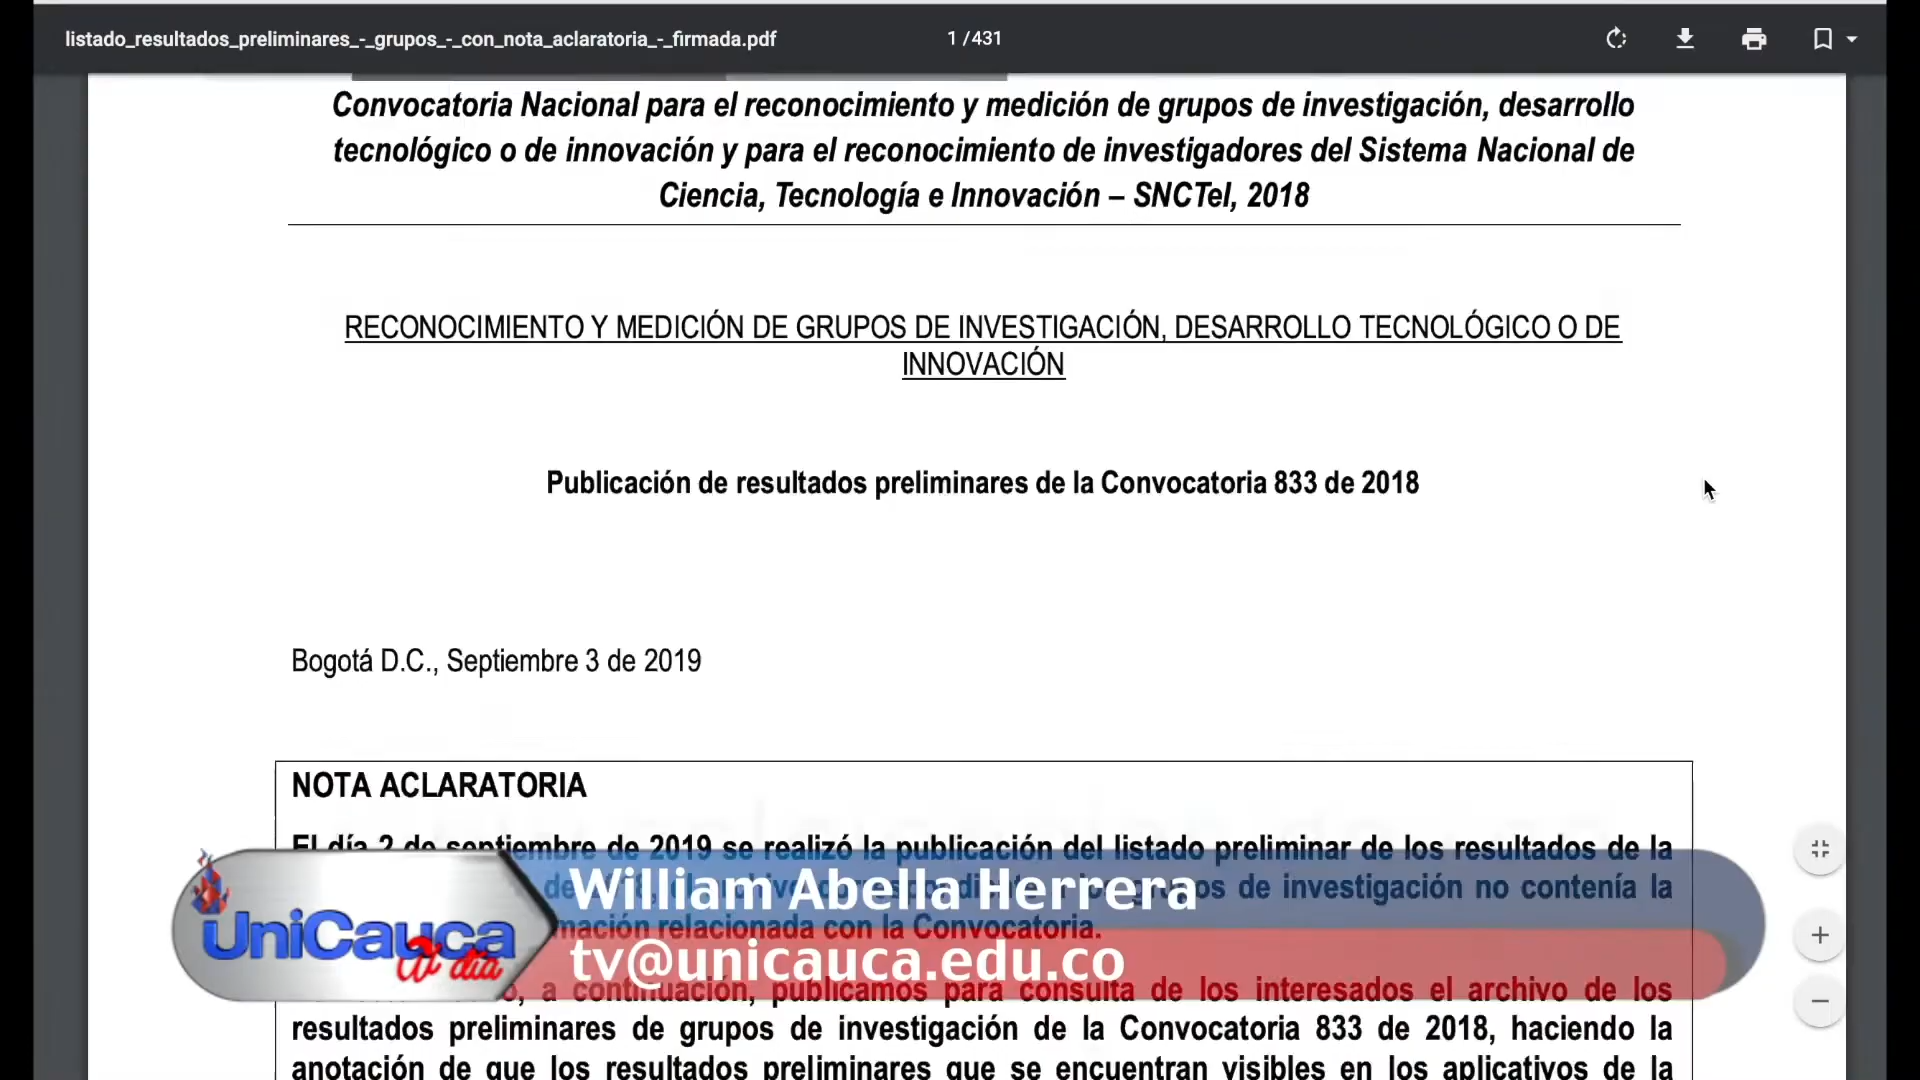 listado_resultados_preliminares_-_grupos_-_con_nota_aclaratoria_-_firmada.pdf
1 / 431
Convocatoria Nacional para el reconocimiento y medición de grupos de investigación, desarrollo
tecnológico o de innovación y para el reconocimiento de investigadores del Sistema Nacional de
Ciencia, Tecnología e Innovación – SNCTeI, 2018
RECONOCIMIENTO Y MEDICIÓN DE GRUPOS DE INVESTIGACIÓN, DESARROLLO TECNOLÓGICO O DE
INNOVACIÓN
Publicación de resultados preliminares de la Convocatoria 833 de 2018
Bogotá D.C., Septiembre 3 de 2019
NOTA ACLARATORIA
El día 2 de septiembre de 2019 se realizó la publicación del listado preliminar de los resultados de la
de investigación no contenía la
relacionada con la Convocatoria.
UniCauca
Al día
William Abella Herrera
tv@unicauca.edu.co
a continuación, publicamos para consulta de los interesados el archivo de los
resultados preliminares de grupos de investigación de la Convocatoria 833 de 2018, haciendo la
anotación de que los resultados preliminares que se encuentran visibles en los aplicativos de la